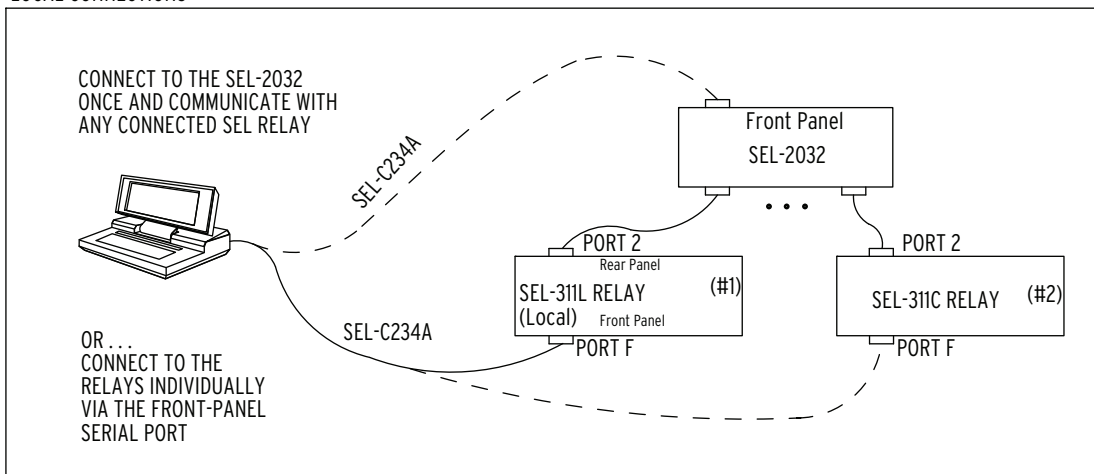 CONNECT TO THE SEL-2032
ONCE AND COMMUNICATE WITH
ANY CONNECTED SEL RELAY
SEL-C234A
Front Panel
SEL-2032
• • •
PORT 2
Rear Panel
SEL-311L RELAY
(#1)
(Local)
Front Panel
PORT F
PORT 2
SEL-311C RELAY
(#2)
PORT F
SEL-C234A
OR . . .
CONNECT TO THE
RELAYS INDIVIDUALLY
VIA THE FRONT-PANEL
SERIAL PORT